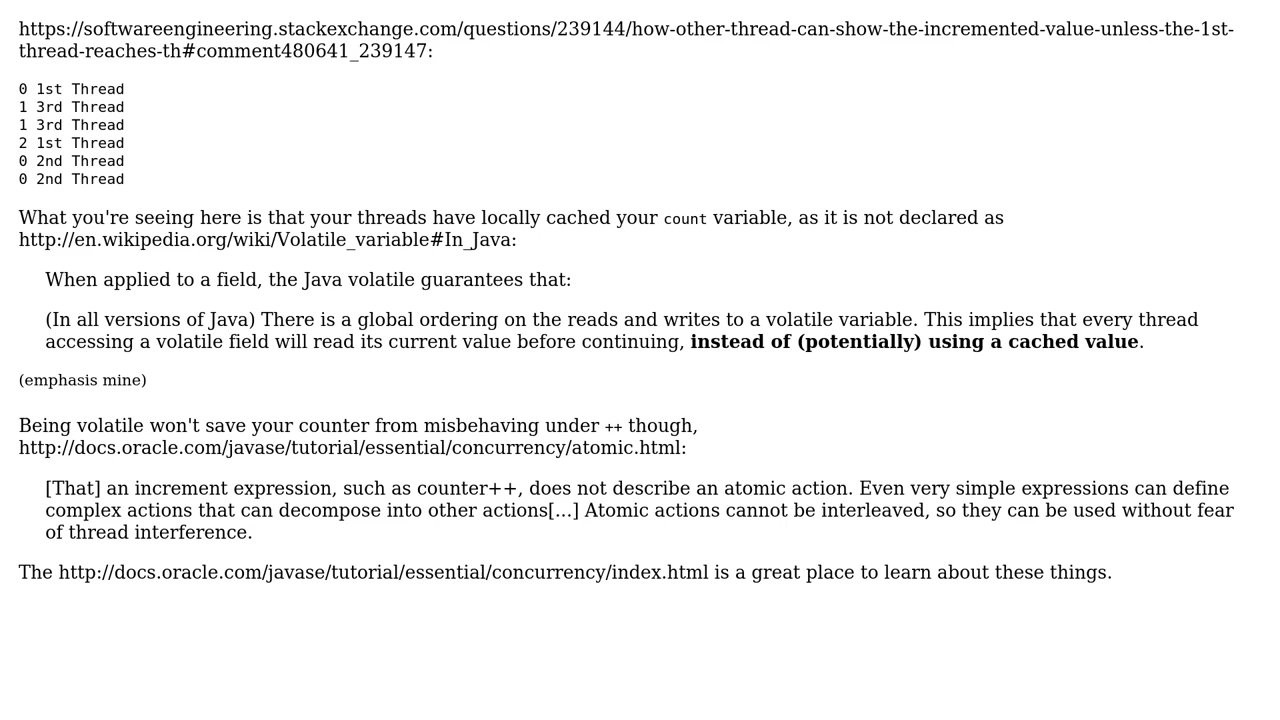 https://softwareengineering.stackexchange.com/questions/239144/how-other-thread-can-show-the-incremented-value-unless-the-1st-
thread-reaches-th#comment480641_239147:
0 1st Thread
1 3rd Thread
1 3rd Thread
2 1st Thread
0 2nd Thread
0 2nd Thread
What you're seeing here is that your threads have locally cached your count variable, as it is not declared as
http://en.wikipedia.org/wiki/Volatile_variable#In_Java:
When applied to a field, the Java volatile guarantees that:
(In all versions of Java) There is a global ordering on the reads and writes to a volatile variable. This implies that every thread
accessing a volatile field will read its current value before continuing, instead of (potentially) using a cached value.
(emphasis mine)
Being volatile won't save your counter from misbehaving under ++ though,
http://docs.oracle.com/javase/tutorial/essential/concurrency/atomic.html:
[That] an increment expression, such as counter++, does not describe an atomic action. Even very simple expressions can define
complex actions that can decompose into other actions[...] Atomic actions cannot be interleaved, so they can be used without fear
of thread interference.
The http://docs.oracle.com/javase/tutorial/essential/concurrency/index.html is a great place to learn about these things.